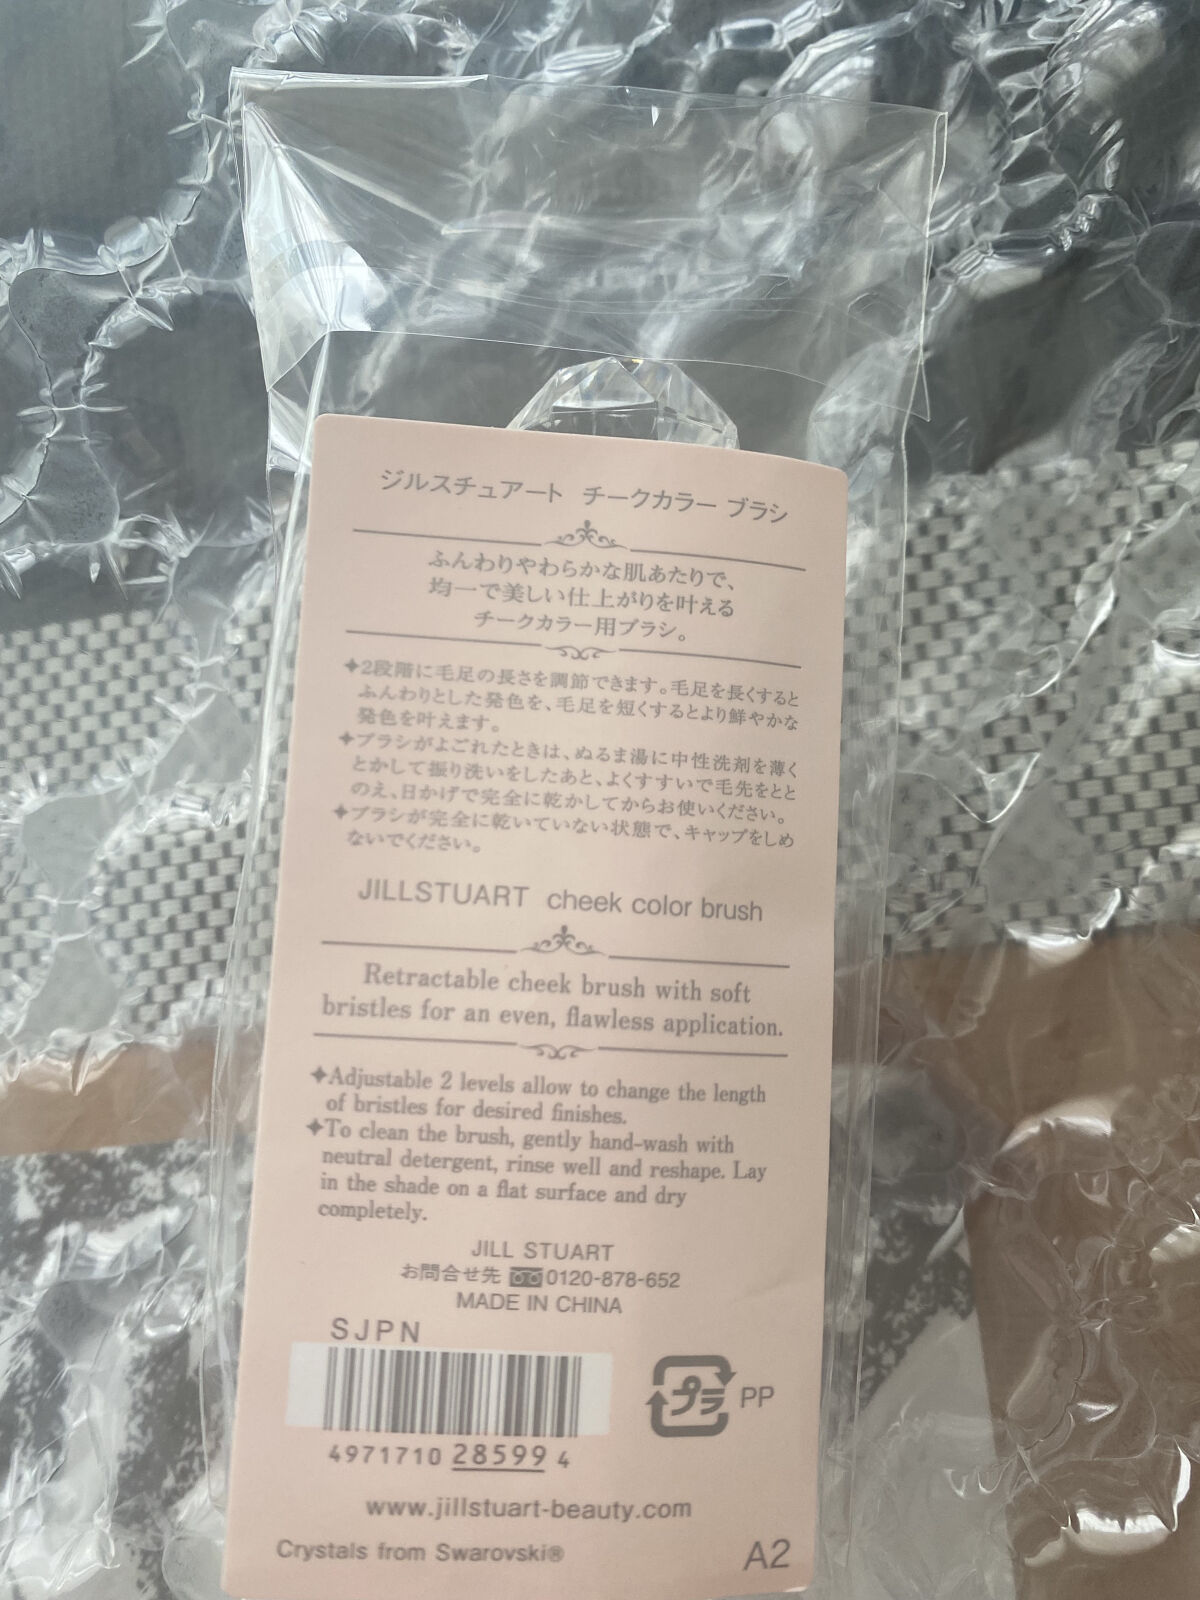 ジルスチュアート チークカラー ブラシ
ふんわりやわらかな肌あたりで、
均一で美しい仕上がりを叶える
チークカラー用ブラシ。
✦2段階に毛足の長さを調節できます。毛足を長くすると
ふんわりとした発色を、毛足を短くするとより鮮やかな
発色を叶えます。
✦ブラシがよごれたときは、ぬるま湯に中性洗剤を薄く
とかして振り洗いをしたあと、よくすすいで毛先をとと
のえ、日かげで完全に乾かしてからお使いください。
✦ブラシが完全に乾いていない状態で、キャップをしめ
ないでください。
JILLSTUART cheek color brush
Retractable cheek brush with soft
bristles for an even, flawless application.
✦Adjustable 2 levels allow to change the length
of bristles for desired finishes.
✦To clean the brush, gently hand-wash with
neutral detergent, rinse well and reshape. Lay
in the shade on a flat surface and dry
completely.
JILL STUART
お問合せ先 0120-878-652
MADE IN CHINA
SJPN
4971710 28599 4
プラ PP
www.jillstuart-beauty.com
Crystals from Swarovski®
A2